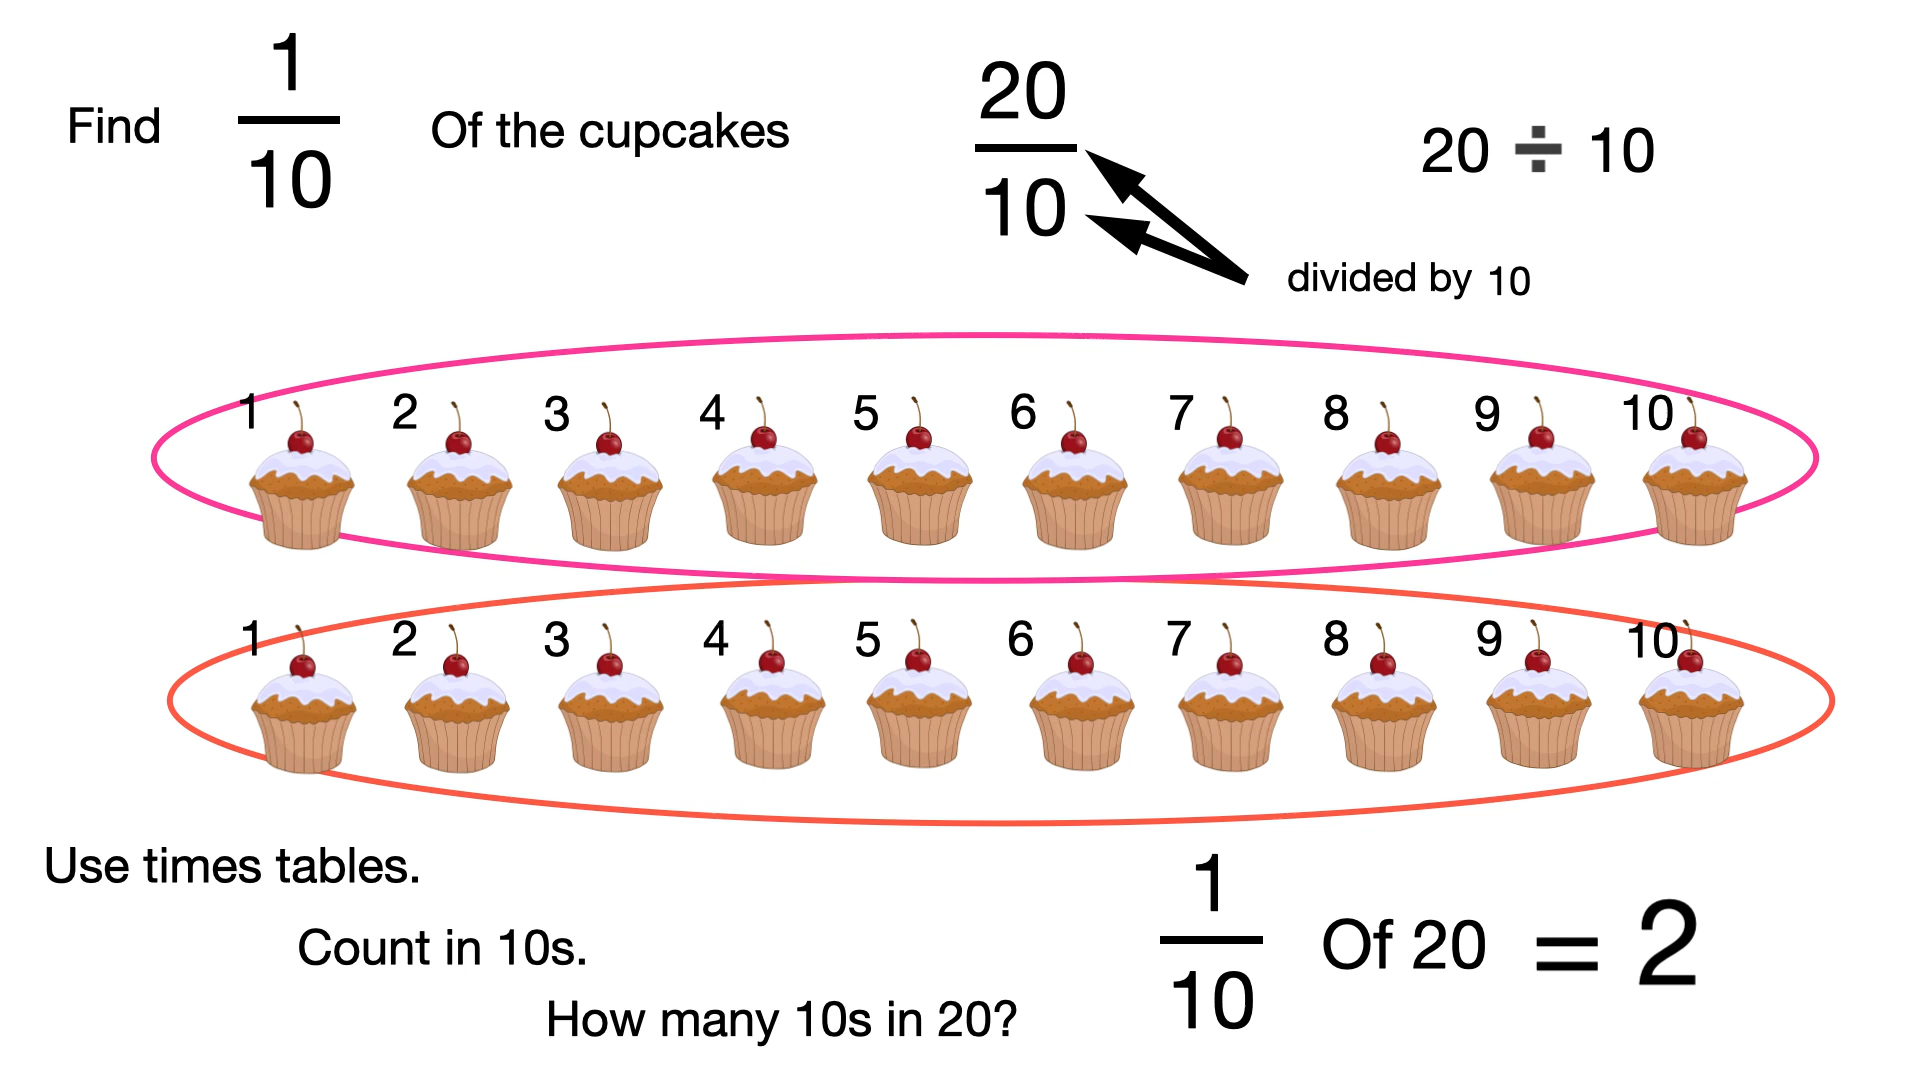 Find 1/10 Of the cupcakes
20/10
20 ÷ 10
divided by 10
1 2 3 4 5 6 7 8 9 10
1 2 3 4 5 6 7 8 9 10
Use times tables.
Count in 10s.
How many 10s in 20?
1/10 Of 20 = 2